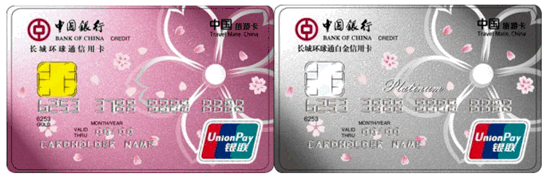 中国银行
BANK OF CHINA CREDIT
长城环球通信用卡
中国旅游卡
Travel Mate, China
6253
GOLD
MONTH/YEAR
VALID
THRU
CARDHOLDER NAME
UnionPay
银联
中国银行
BANK OF CHINA CREDIT
长城环球通白金信用卡
中国旅游卡
Travel Mate, China
Platinum
6253
MONTH/YEAR
VALID
THRU
CARDHOLDER NAME
UnionPay
银联